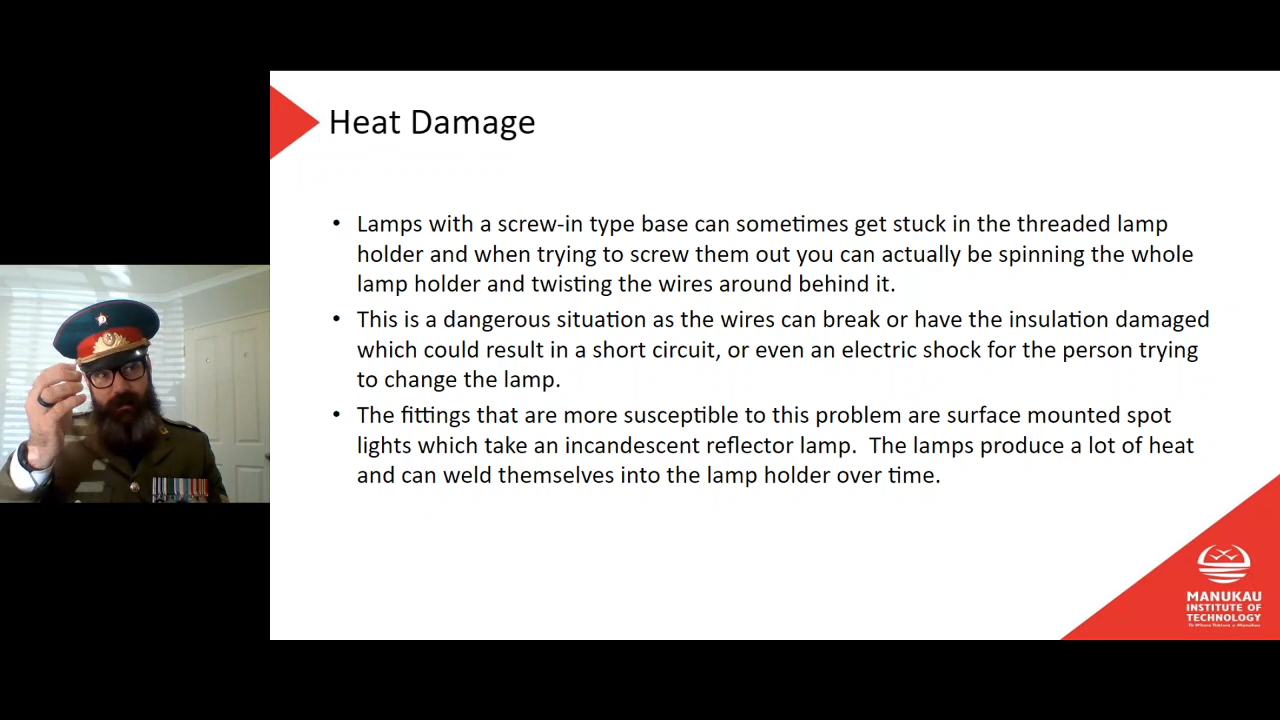 Heat Damage
• Lamps with a screw-in type base can sometimes get stuck in the threaded lamp
holder and when trying to screw them out you can actually be spinning the whole
lamp holder and twisting the wires around behind it.
• This is a dangerous situation as the wires can break or have the insulation damaged
which could result in a short circuit, or even an electric shock for the person trying
to change the lamp.
• The fittings that are more susceptible to this problem are surface mounted spot
lights which take an incandescent reflector lamp.  The lamps produce a lot of heat
and can weld themselves into the lamp holder over time.
MANUKAU
INSTITUTE OF
TECHNOLOGY
Te Whare Takiura o Manukau